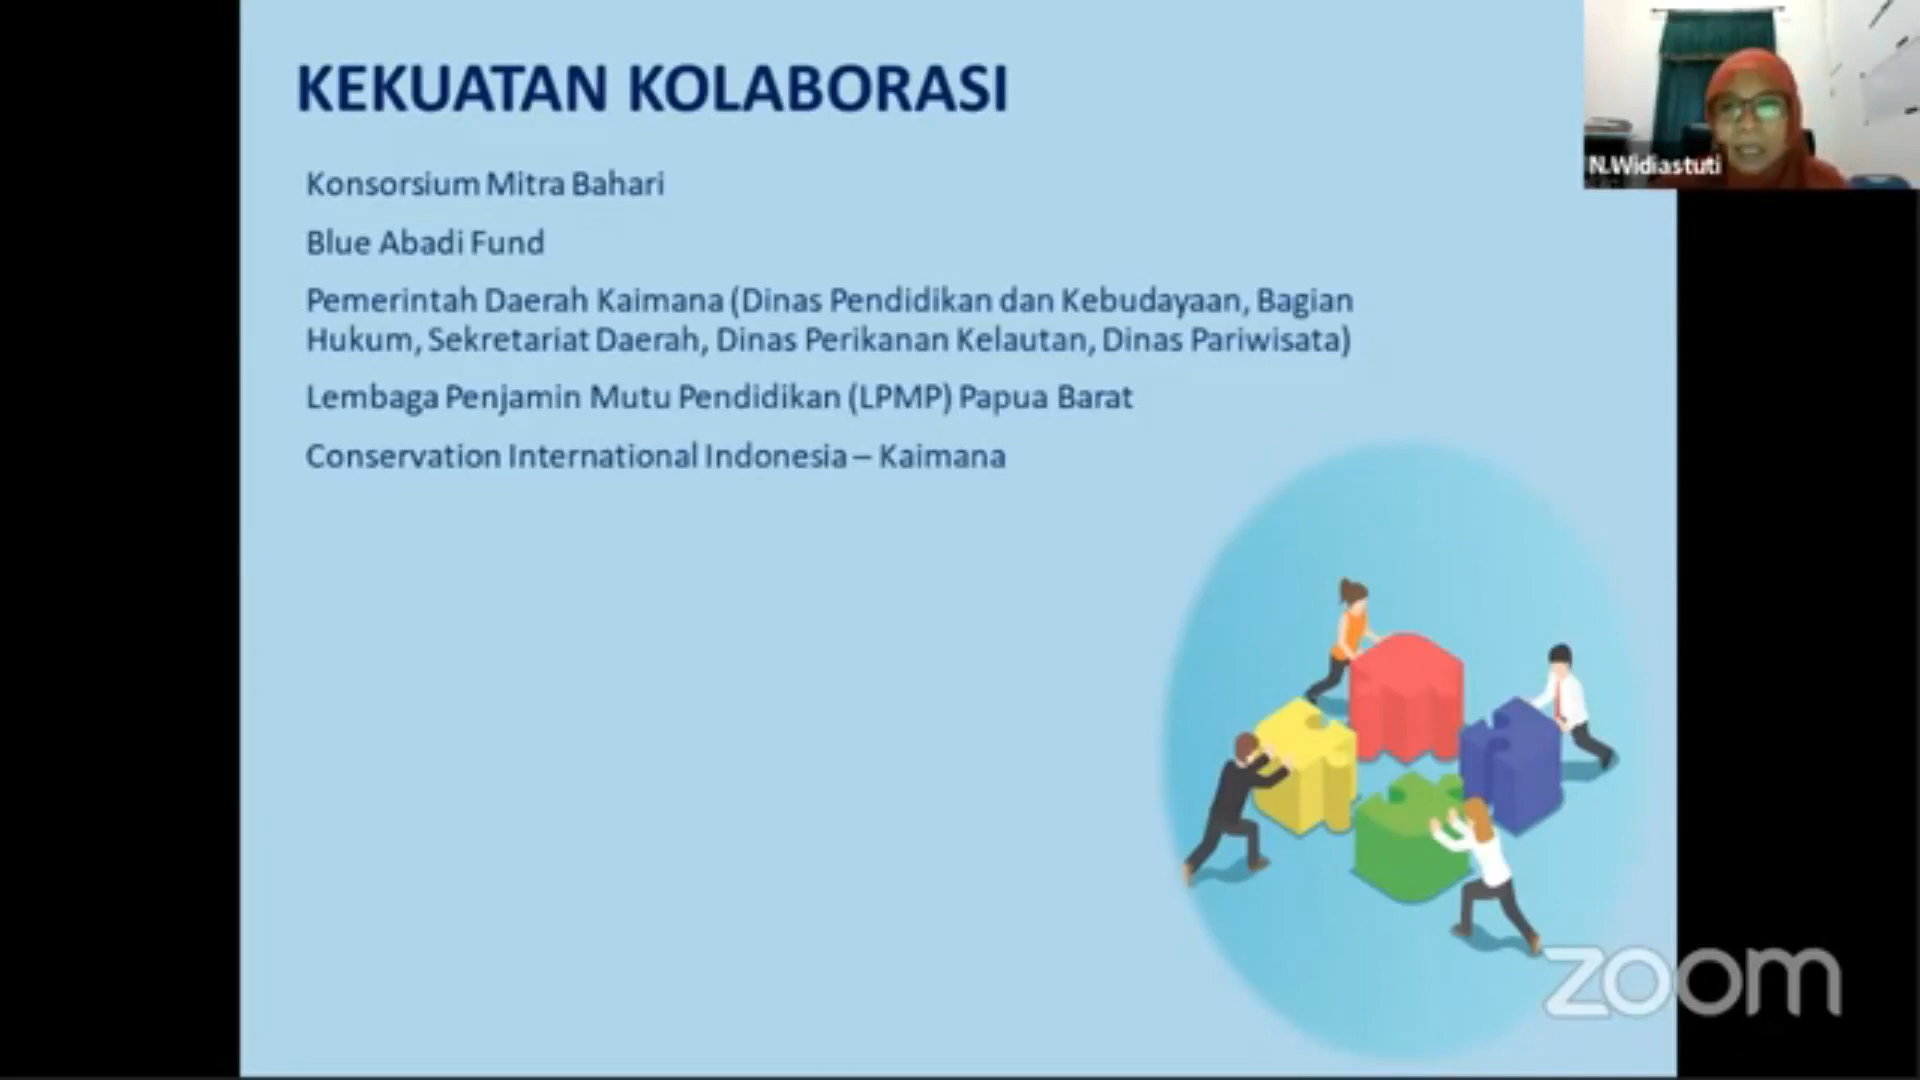 KEKUATAN KOLABORASI
N.Widiastuti
Konsorsium Mitra Bahari
Blue Abadi Fund
Pemerintah Daerah Kaimana (Dinas Pendidikan dan Kebudayaan, Bagian
Hukum, Sekretariat Daerah, Dinas Perikanan Kelautan, Dinas Pariwisata)
Lembaga Penjamin Mutu Pendidikan (LPMP) Papua Barat
Conservation International Indonesia – Kaimana
zoom